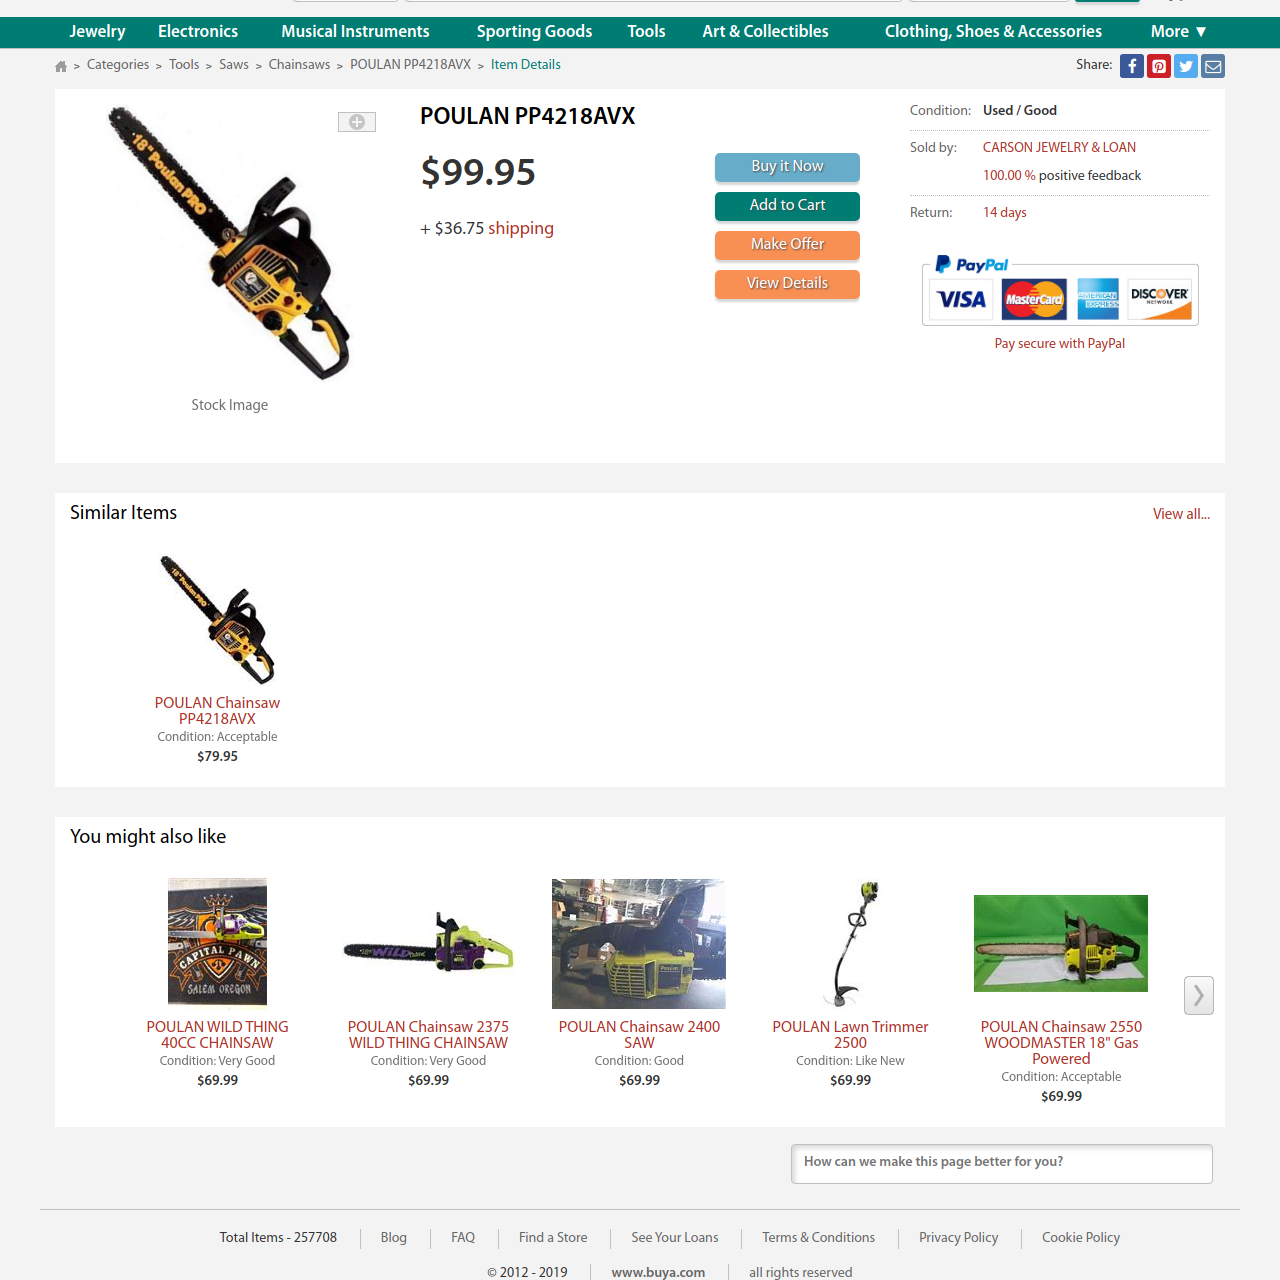 Jewelry Electronics Musical Instruments Sporting Goods Tools Art & Collectibles Clothing, Shoes & Accessories More ▼
> Categories > Tools > Saws > Chainsaws > POULAN PP4218AVX > Item Details
Share:
18" Poulan PRO
Stock Image
POULAN PP4218AVX
$99.95
+ $36.75 shipping
Buy it Now
Add to Cart
Make Offer
View Details
Condition: Used / Good
Sold by: CARSON JEWELRY & LOAN
100.00 % positive feedback
Return: 14 days
PayPal
VISA MasterCard AMERICAN EXPRESS DISCOVER NETWORK
Pay secure with PayPal
Similar Items
View all...
18" Poulan PRO
POULAN Chainsaw
PP4218AVX
Condition: Acceptable
$79.95
You might also like
CAPITAL PAWN
SALEM OREGON
POULAN WILD THING
40CC CHAINSAW
Condition: Very Good
$69.99
WILD
POULAN Chainsaw 2375
WILD THING CHAINSAW
Condition: Very Good
$69.99
Poulan
POULAN Chainsaw 2400
SAW
Condition: Good
$69.99
POULAN Lawn Trimmer
2500
Condition: Like New
$69.99
POULAN Chainsaw 2550
WOODMASTER 18" Gas
Powered
Condition: Acceptable
$69.99
How can we make this page better for you?
Total Items - 257708 Blog FAQ Find a Store See Your Loans Terms & Conditions Privacy Policy Cookie Policy
© 2012 - 2019 www.buya.com all rights reserved